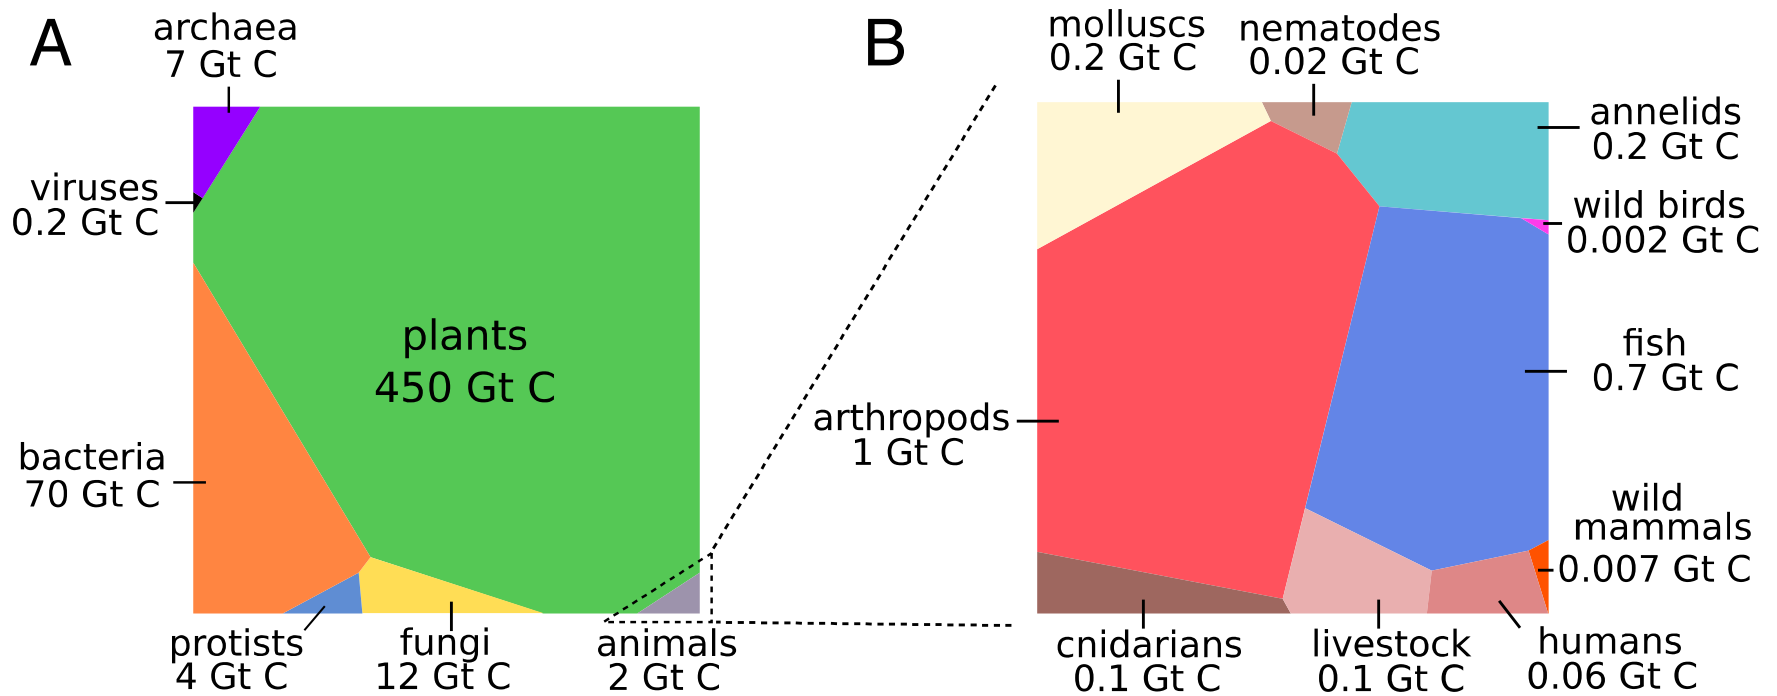 A
archaea
7 Gt C
viruses
0.2 Gt C
plants
450 Gt C
bacteria
70 Gt C
protists
4 Gt C
fungi
12 Gt C
animals
2 Gt C
B
molluscs
0.2 Gt C
nematodes
0.02 Gt C
annelids
0.2 Gt C
wild birds
0.002 Gt C
fish
0.7 Gt C
arthropods
1 Gt C
wild
mammals
0.007 Gt C
cnidarians
0.1 Gt C
livestock
0.1 Gt C
humans
0.06 Gt C